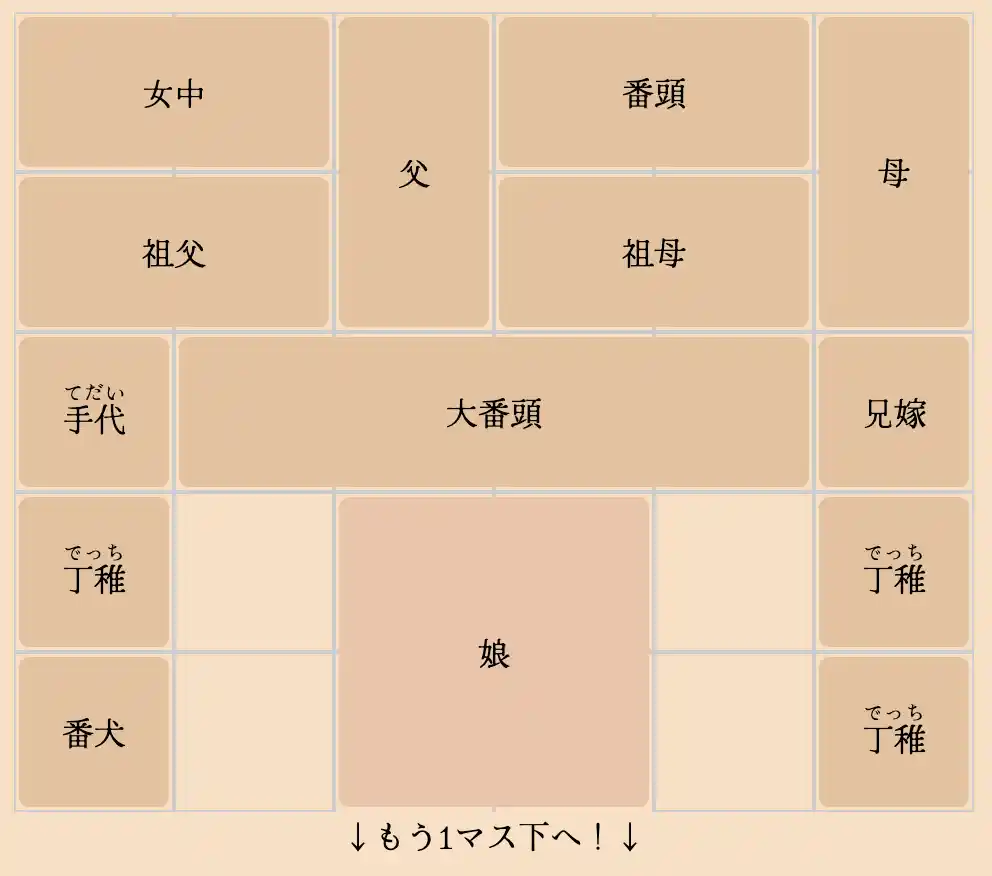 女中
番頭
父
母
祖父
祖母
てだい
手代
大番頭
兄嫁
でっち
丁稚
でっち
丁稚
娘
番犬
でっち
丁稚
↓もう1マス下へ!↓